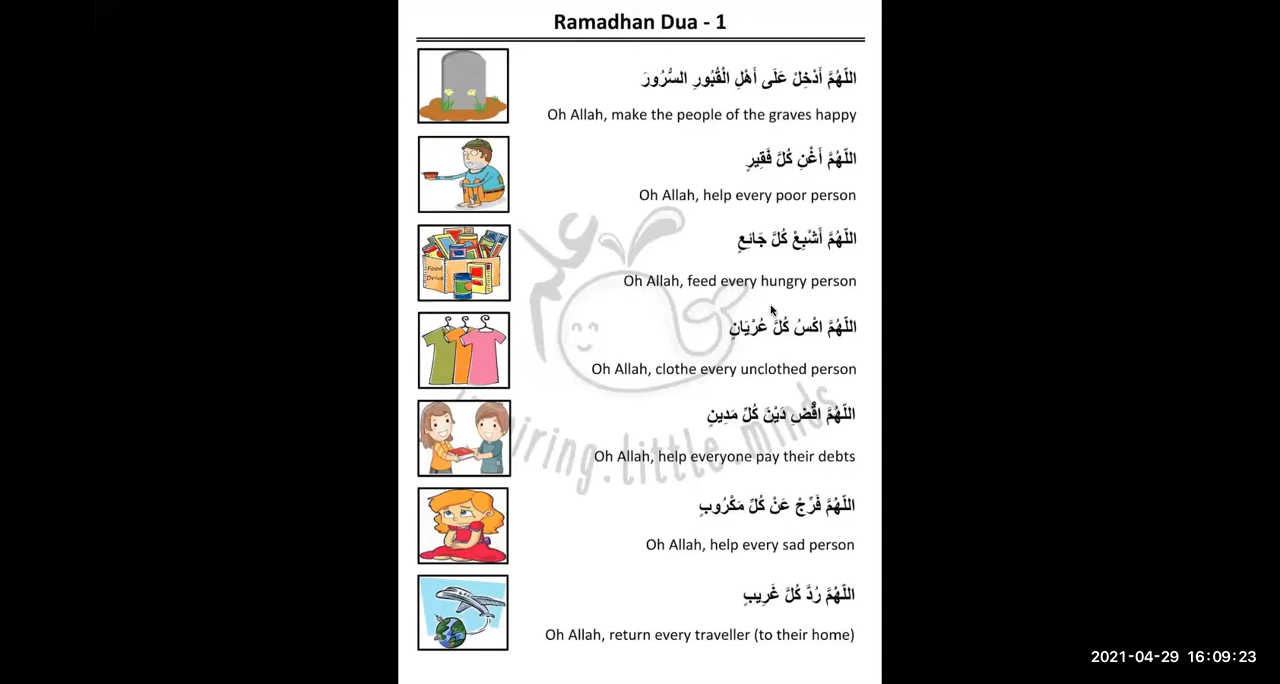 Ramadhan Dua - 1
اللّهُمَّ أَدْخِلْ عَلَى أَهْلِ الْقُبُورِ السُّرُورَ
Oh Allah, make the people of the graves happy
اللّهُمَّ أَغْنِ كُلَّ فَقِيرٍ
Oh Allah, help every poor person
اللّهُمَّ أَشْبِعْ كُلَّ جَائِعٍ
Oh Allah, feed every hungry person
اللّهُمَّ اكْسُ كُلَّ عُرْيَانٍ
Oh Allah, clothe every unclothed person
اللّهُمَّ اقْضِ دَيْنَ كُلِّ مَدِينٍ
Oh Allah, help everyone pay their debts
اللّهُمَّ فَرِّجْ عَنْ كُلِّ مَكْرُوبٍ
Oh Allah, help every sad person
اللّهُمَّ رُدَّ كُلَّ غَرِيبٍ
Oh Allah, return every traveller (to their home)
Food
Drive
.little.minds
2021-04-29 16:09:23